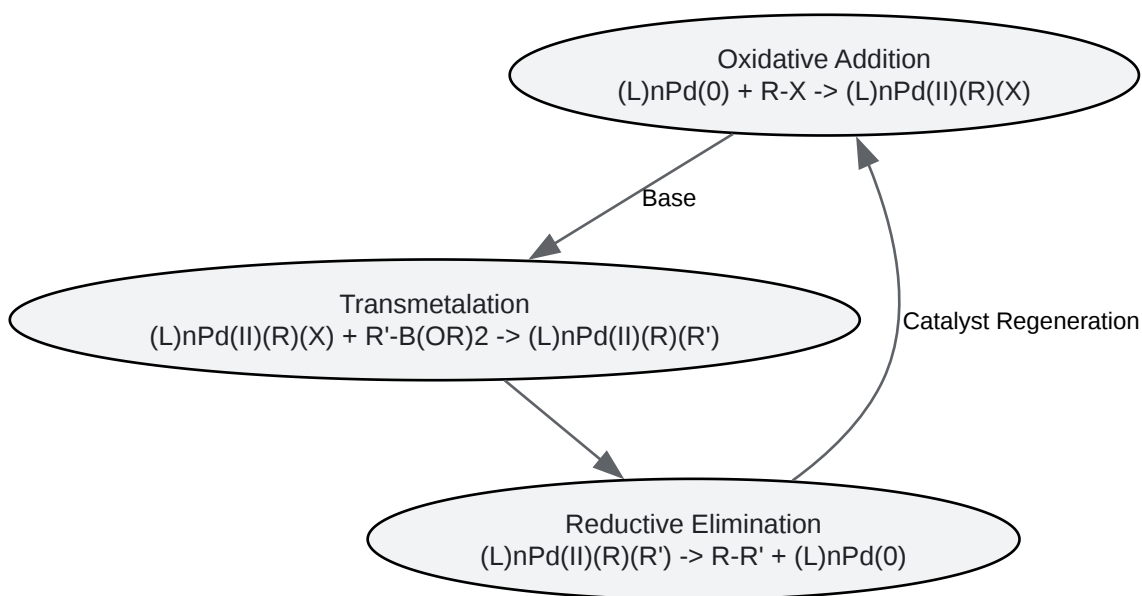 Oxidative Addition
(L)nPd(0) + R-X -> (L)nPd(II)(R)(X)
Base
Transmetalation
(L)nPd(II)(R)(X) + R'-B(OR)2 -> (L)nPd(II)(R)(R')
Catalyst Regeneration
Reductive Elimination
(L)nPd(II)(R)(R') -> R-R' + (L)nPd(0)